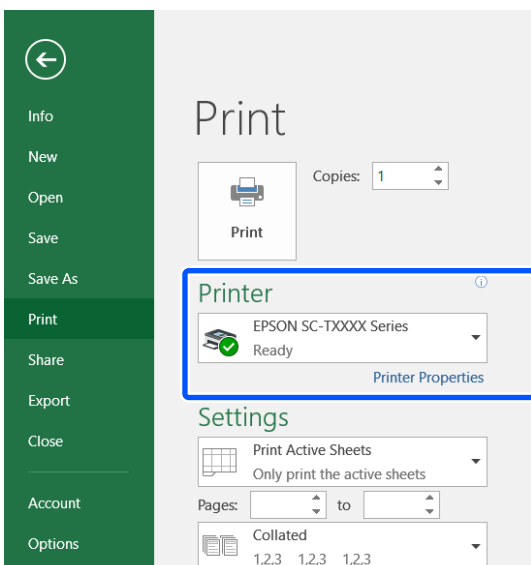 Info
New
Open
Save
Save As
Print
Share
Export
Close
Account
Options
Print
Copies: 1
Print
Printer
EPSON SC-TXXXX Series
Ready
Printer Properties
Settings
Print Active Sheets
Only print the active sheets
Pages: to
Collated
1,2,3 1,2,3 1,2,3